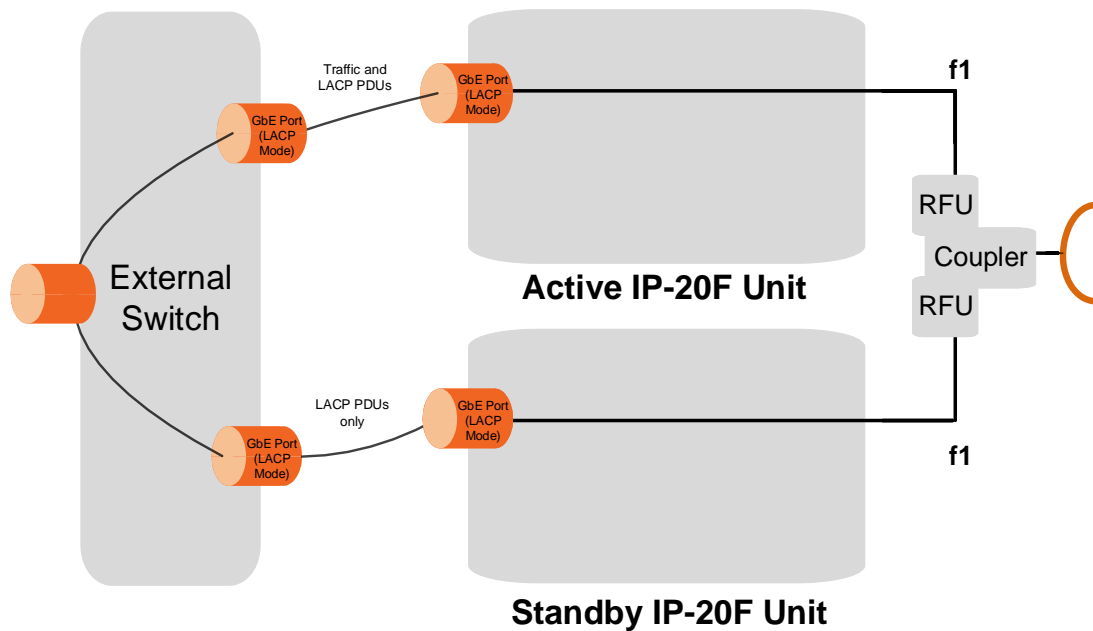 Traffic and
LACP PDUs
GbE Port
(LACP
Mode)
f1
GbE Port
(LACP
Mode)
RFU
Coupler
External
Switch
Active IP-20F Unit
RFU
LACP PDUs
only
GbE Port
(LACP
Mode)
GbE Port
(LACP
Mode)
f1
Standby IP-20F Unit